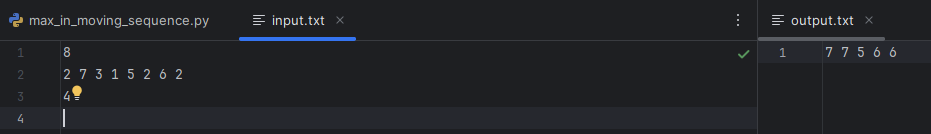 max_in_moving_sequence.py input.txt output.txt
1 8
2 2 7 3 1 5 2 6 2
3 4
4
1 7 7 5 6 6